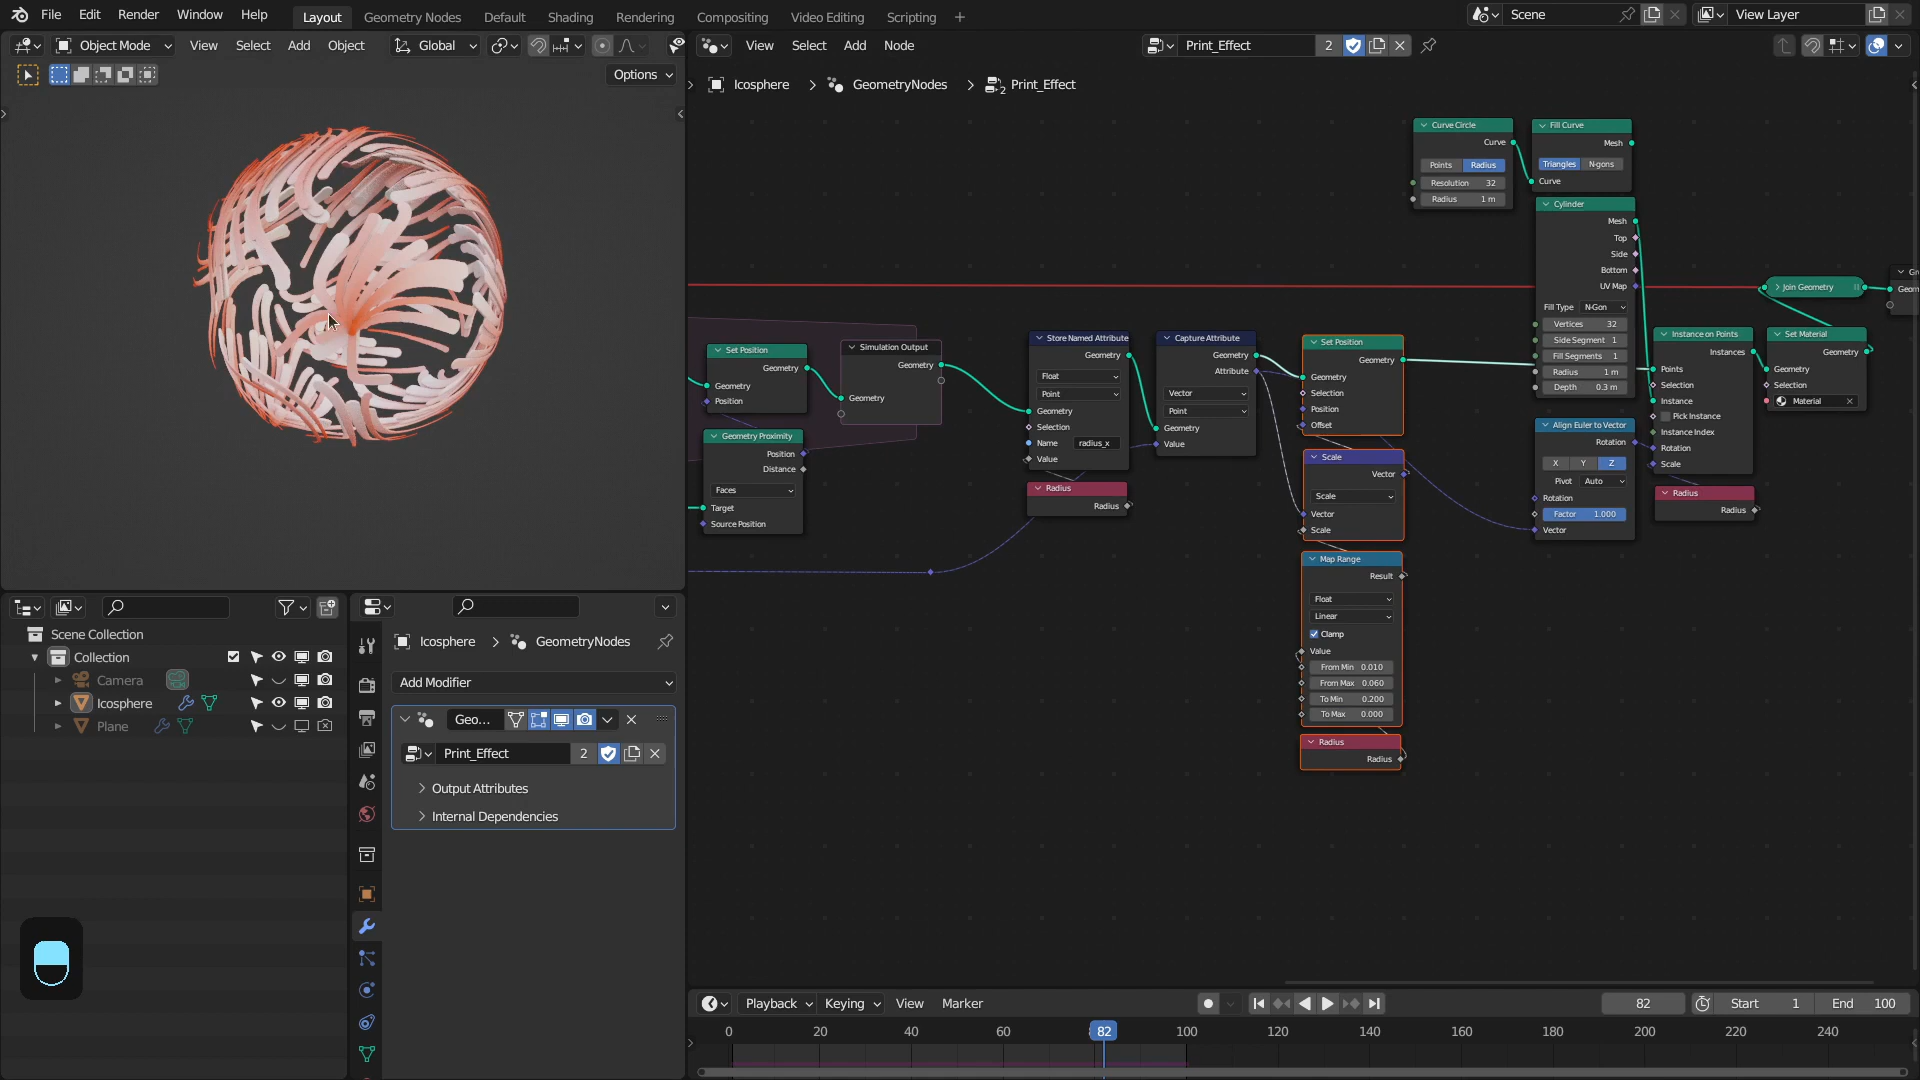 File Edit Render Window Help Layout Geometry Nodes Default Shading Rendering Compositing Video Editing Scripting + Scene View Layer
Object Mode View Select Add Object Global
Options
View Select Add Node Print_Effect 2
Icosphere > GeometryNodes > Print_Effect
Curve Circle
Curve
Points Radius
Resolution 32
Radius 1 m
Fill Curve
Mesh
Triangles N-gons
Curve
Cylinder
Mesh
Top
Side
Bottom
UV Map
Fill Type N-Gon
Vertices 32
Side Segment 1
Fill Segments 1
Radius 1 m
Depth 0.3 m
Join Geometry
Set Position
Geometry
Geometry
Position
Simulation Output
Geometry
Geometry
Geometry Proximity
Position
Distance
Faces
Target
Source Position
Store Named Attribute
Geometry
Float
Point
Geometry
Selection
Name radius_x
Value
Radius
Radius
Capture Attribute
Geometry
Attribute
Vector
Point
Geometry
Value
Set Position
Geometry
Geometry
Selection
Position
Offset
Scale
Vector
Scale
Vector
Scale
Map Range
Result
Float
Linear
Clamp
Value
From Min 0.010
From Max 0.060
To Min 0.200
To Max 0.000
Radius
Radius
Align Euler to Vector
Rotation
X Y Z
Pivot Auto
Rotation
Factor 1.000
Vector
Instance on Points
Instances
Points
Selection
Instance
Pick Instance
Instance Index
Rotation
Scale
Radius
Radius
Set Material
Geometry
Geometry
Selection
Material
Scene Collection
Collection
Camera
Icosphere
Plane
Icosphere > GeometryNodes
Add Modifier
Geo...
Print_Effect 2
Output Attributes
Internal Dependencies
Playback Keying View Marker 82 Start 1 End 100
0 20 40 60 82 100 120 140 160 180 200 220 240